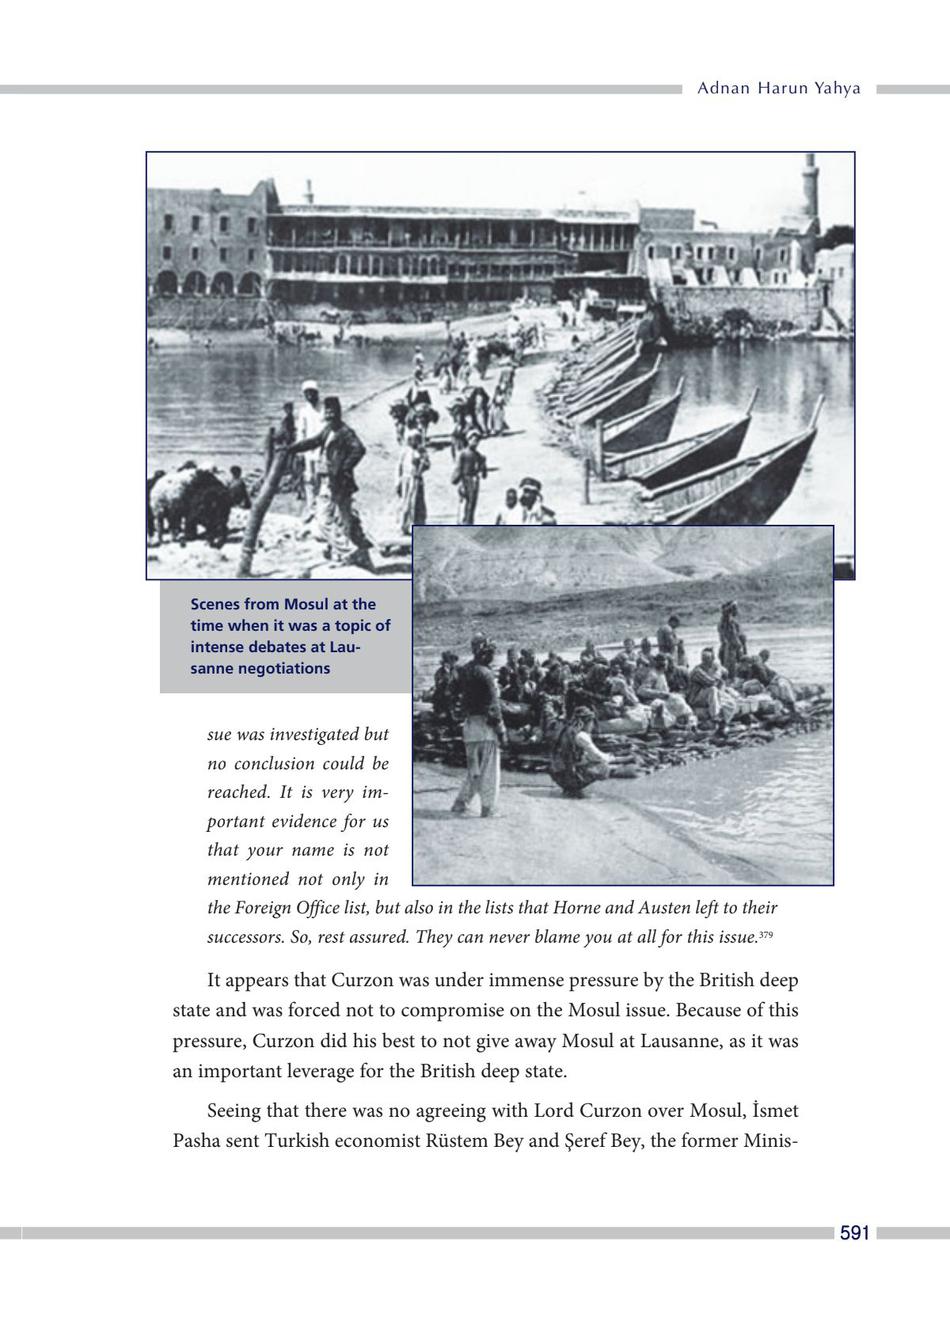 Adnan Harun Yahya
Scenes from Mosul at the
time when it was a topic of
intense debates at Lau-
sanne negotiations
sue was investigated but
no conclusion could be
reached. It is very im-
portant evidence for us
that your name is not
mentioned not only in
the Foreign Office list, but also in the lists that Horne and Austen left to their
successors. So, rest assured. They can never blame you at all for this issue.379
It appears that Curzon was under immense pressure by the British deep
state and was forced not to compromise on the Mosul issue. Because of this
pressure, Curzon did his best to not give away Mosul at Lausanne, as it was
an important leverage for the British deep state.
Seeing that there was no agreeing with Lord Curzon over Mosul, İsmet
Pasha sent Turkish economist Rüstem Bey and Şeref Bey, the former Minis-
591